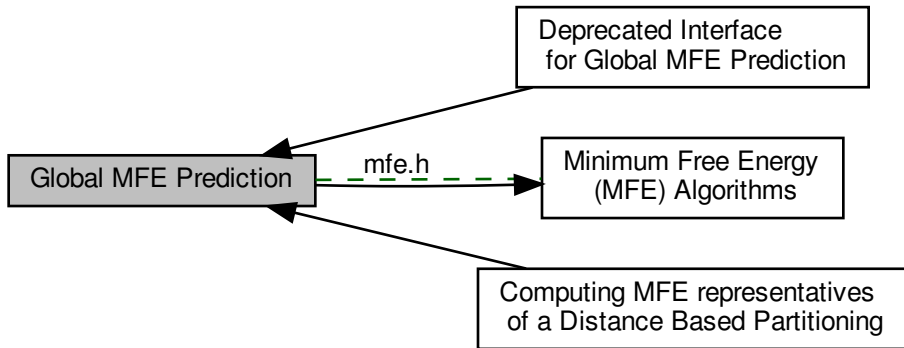 Deprecated Interface
for Global MFE Prediction
mfe.h
Global MFE Prediction
Minimum Free Energy
(MFE) Algorithms
Computing MFE representatives
of a Distance Based Partitioning